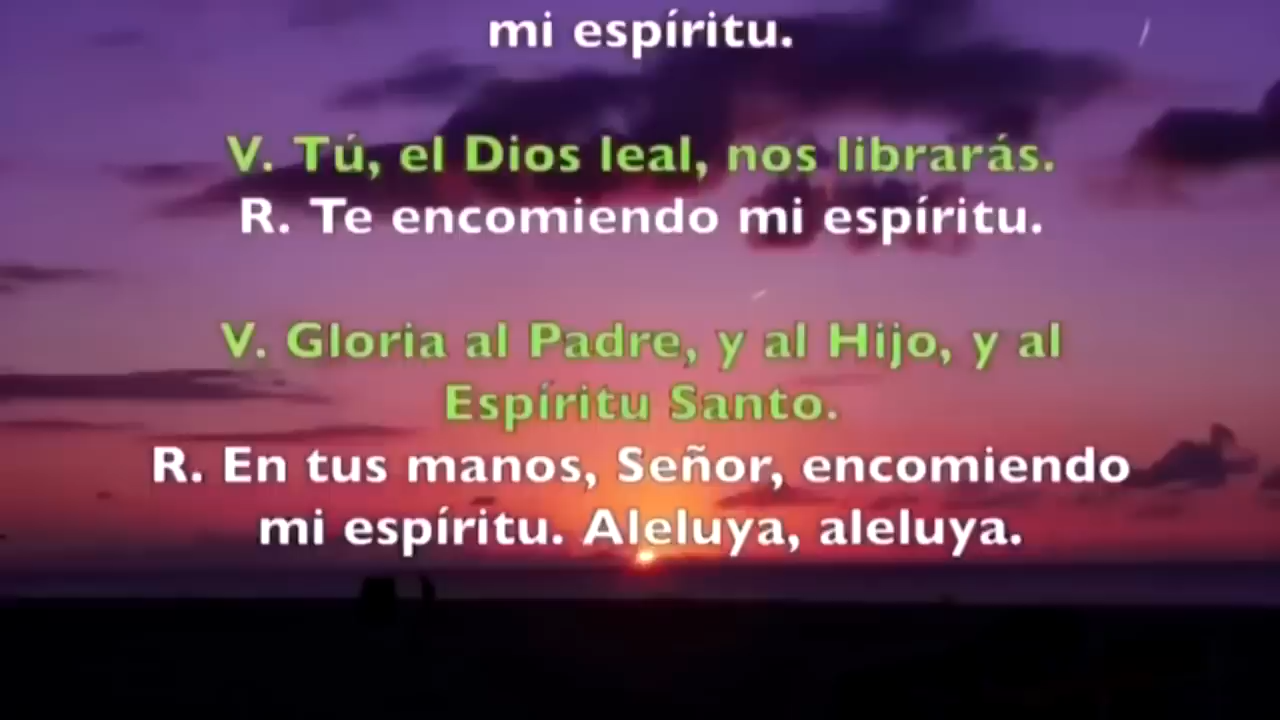 mi espíritu.
V. Tú, el Dios leal, nos librarás.
R. Te encomiendo mi espíritu.
V. Gloria al Padre, y al Hijo, y al
Espíritu Santo.
R. En tus manos, Señor, encomiendo
mi espíritu. Aleluya, aleluya.